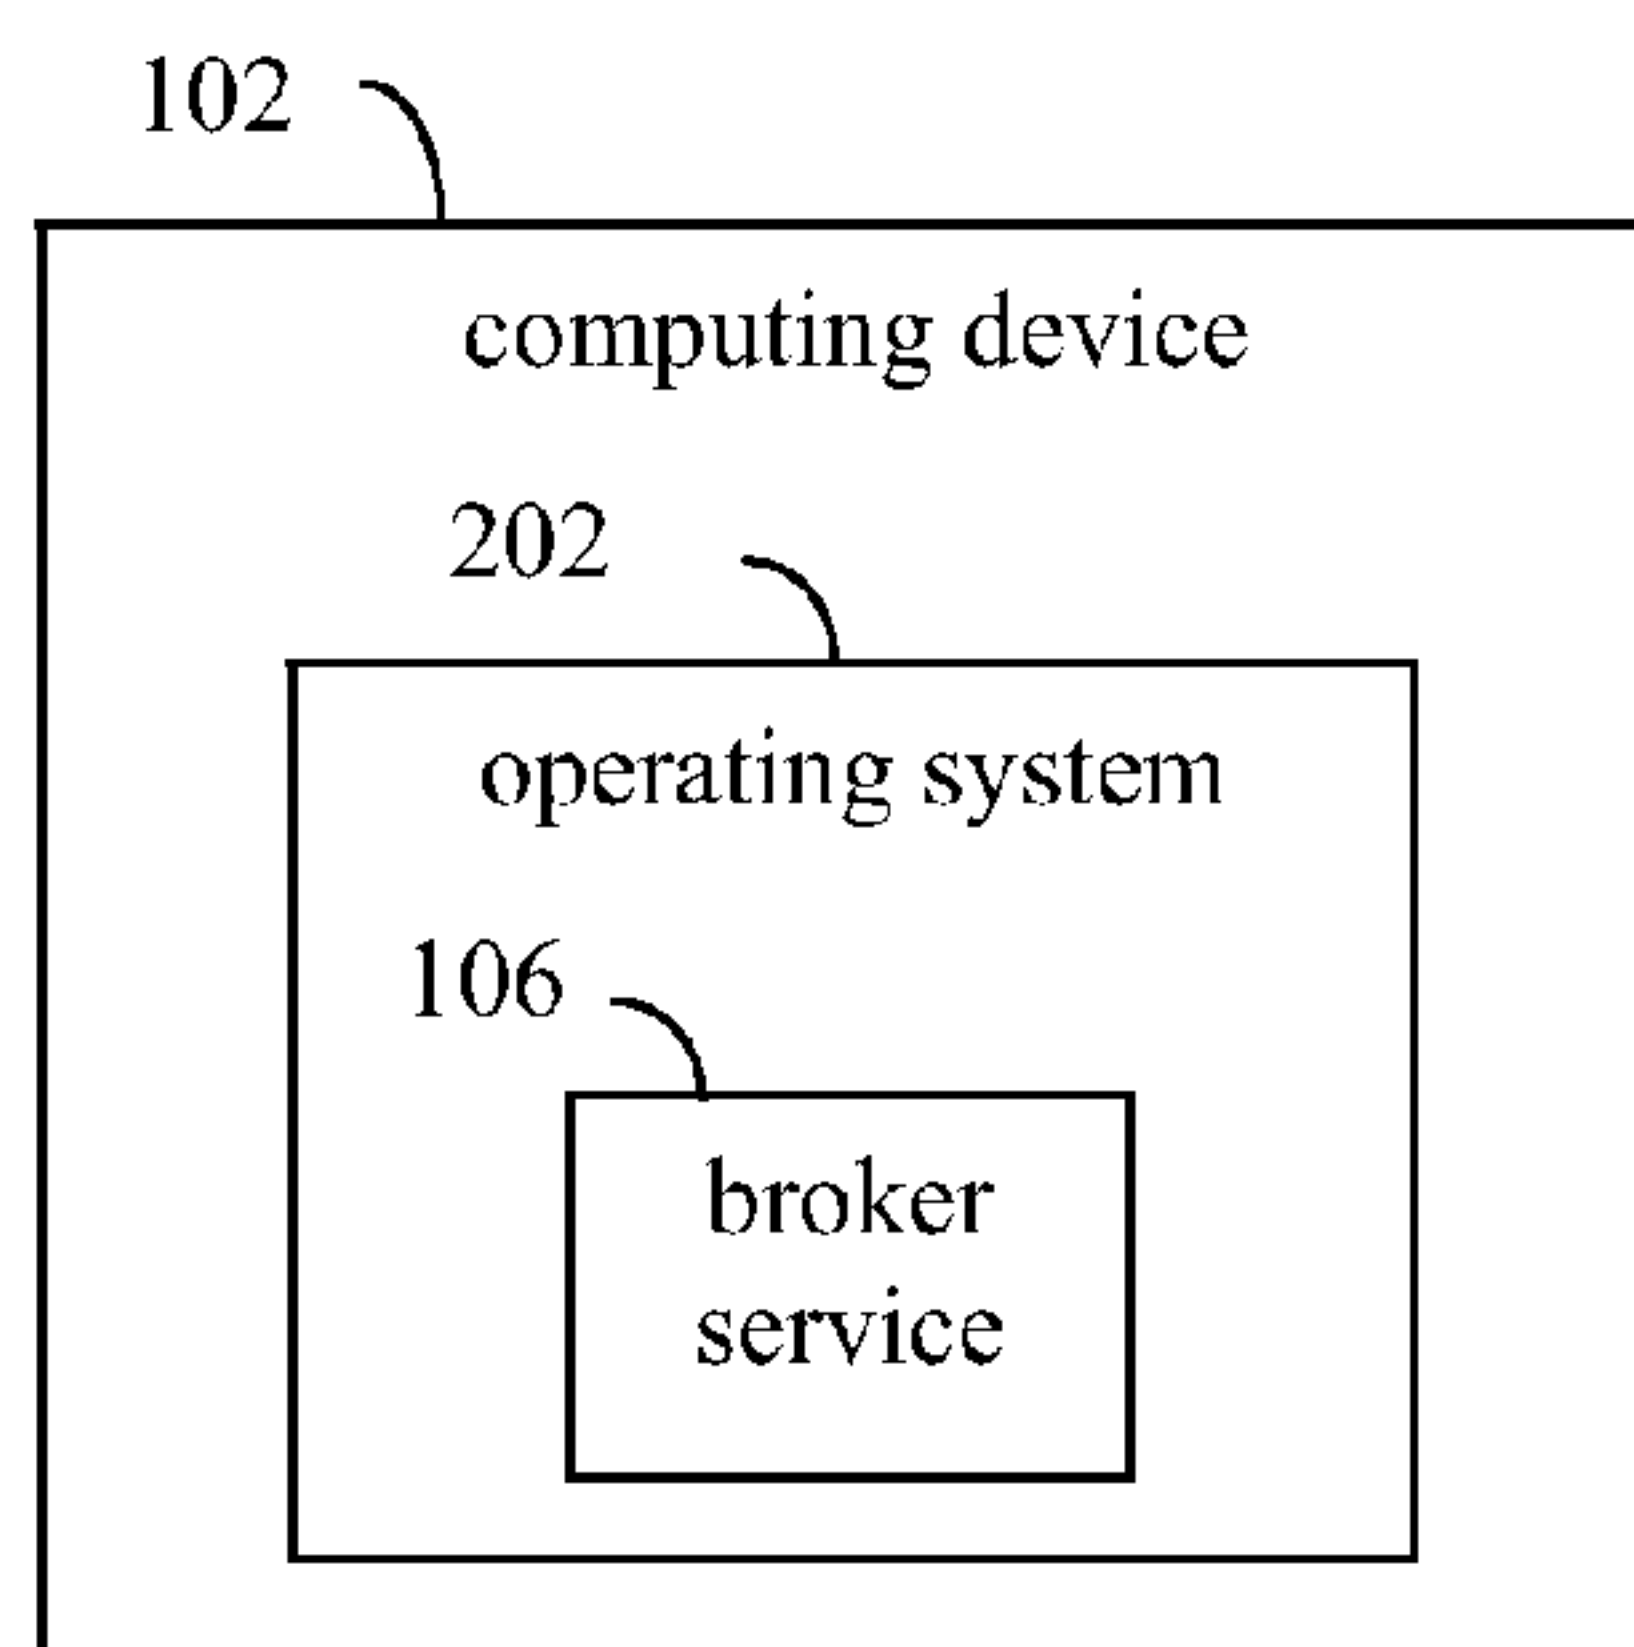 102
computing device
202
operating system
106
broker
service